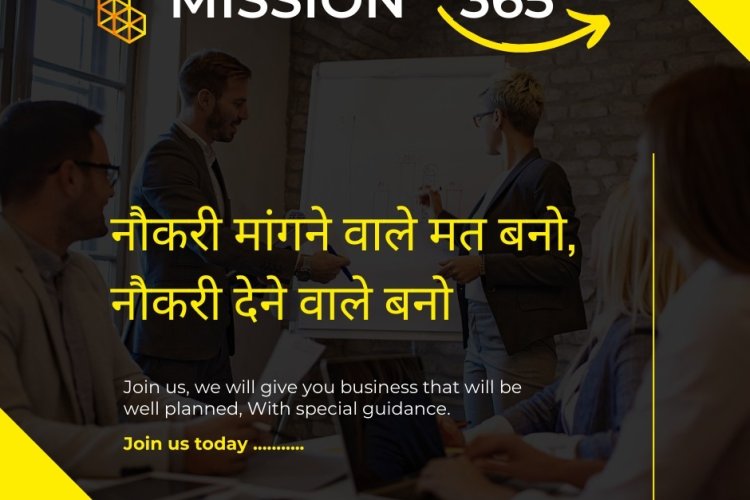 MISSION 365
नौकरी मांगने वाले मत बनो,
नौकरी देने वाले बनो
Join us, we will give you business that will be
well planned, With special guidance.
Join us today ...........